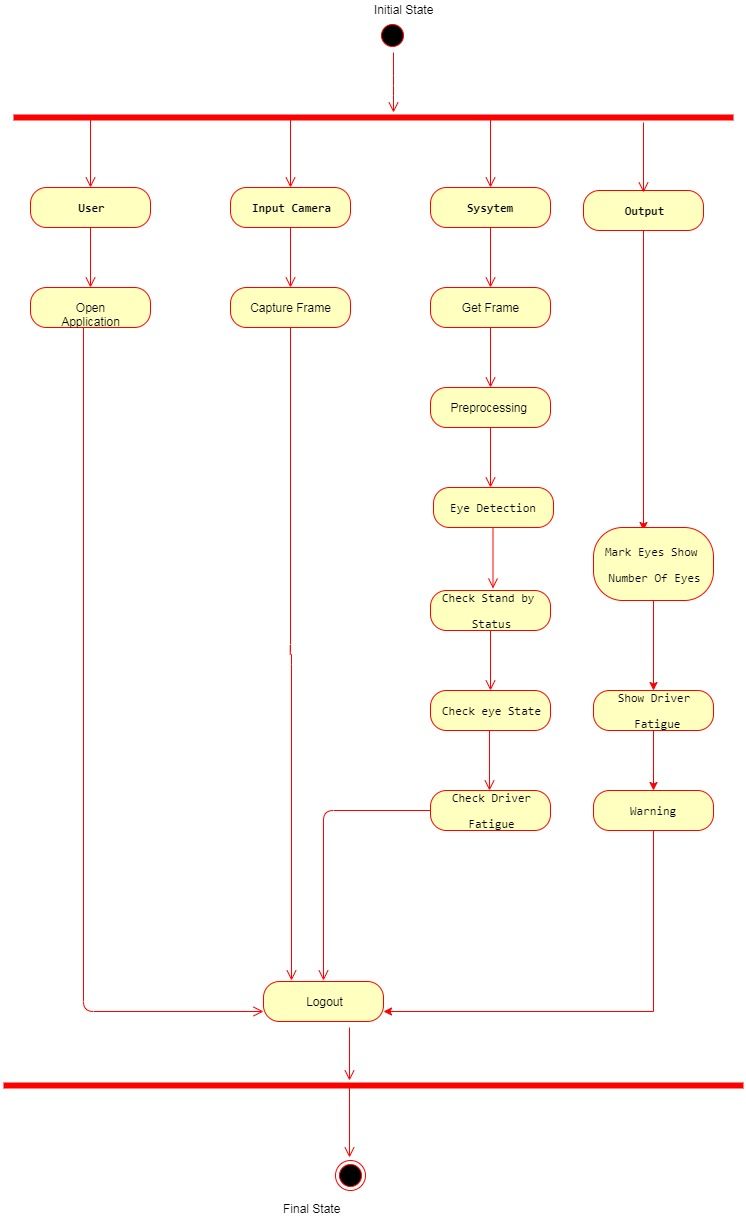 Initial State
User
Input Camera
Sysytem
Output
Open
Application
Capture Frame
Get Frame
Preprocessing
Eye Detection
Mark Eyes Show
Number Of Eyes
Check Stand by
Status
Check eye State
Show Driver
Fatigue
Check Driver
Fatigue
Warning
Logout
Final State